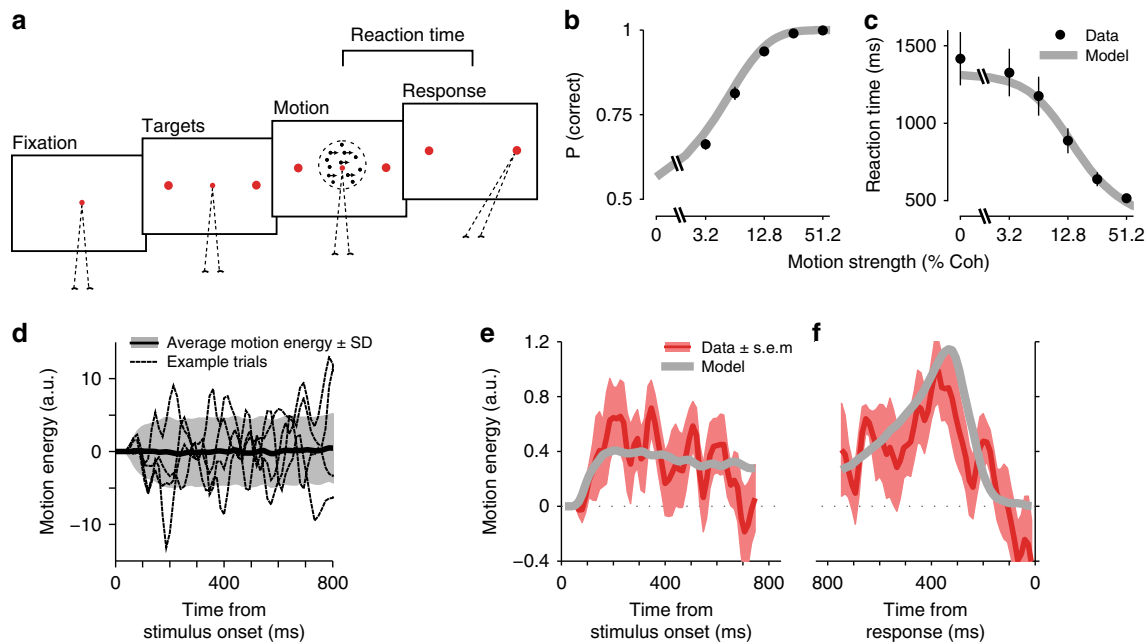 a
Reaction time
Fixation
Targets
Motion
Response
b
P (correct)
1
0.75
0.5
0
3.2
12.8
51.2
c
Data
Model
Reaction time (ms)
1500
1000
500
0
3.2
12.8
51.2
Motion strength (% Coh)
d
Average motion energy ± SD
Example trials
Motion energy (a.u.)
10
0
−10
0
400
800
Time from
stimulus onset (ms)
e
Data ± s.e.m
Model
Motion energy (a.u.)
1.2
0.8
0.4
0
−0.4
0
400
800
Time from
stimulus onset (ms)
f
800
400
0
Time from
response (ms)